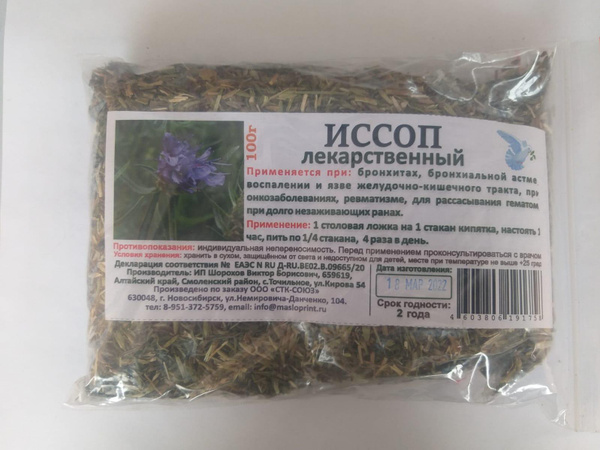 ИССОП
лекарственный
100г
Применяется при: бронхитах, бронхиальной астме
воспалении и язве желудочно-кишечного тракта, при
онкозаболеваниях, ревматизме, для рассасывания гематом
при долго незаживающих ранах.
Применение: 1 столовая ложка на 1 стакан кипятка, настоять 1
час, пить по 1/4 стакана, 4 раза в день.
Противопоказания: индивидуальная непереносимость. Перед применением проконсультироваться с врачом
Условия хранения: хранить в сухом, защищённом от света и недоступном для детей, месте при температуре не выше +25 град
Декларация соответствия № ЕАЭС N RU Д-RU.ВЕ02.В.09665/20
Производитель: ИП Шорохов Виктор Борисович, 659619,
Алтайский край, Смоленский район, с.Точильное, ул.Кирова 54
Произведено по заказу ООО «СТК-СОЮЗ»
630048, г. Новосибирск, ул.Немировича-Данченко, 104.
тел: 8-951-372-5759, email: info@masloprint.ru
Дата изготовления:
18 МАР 2022
Срок годности:
2 года
460380619175